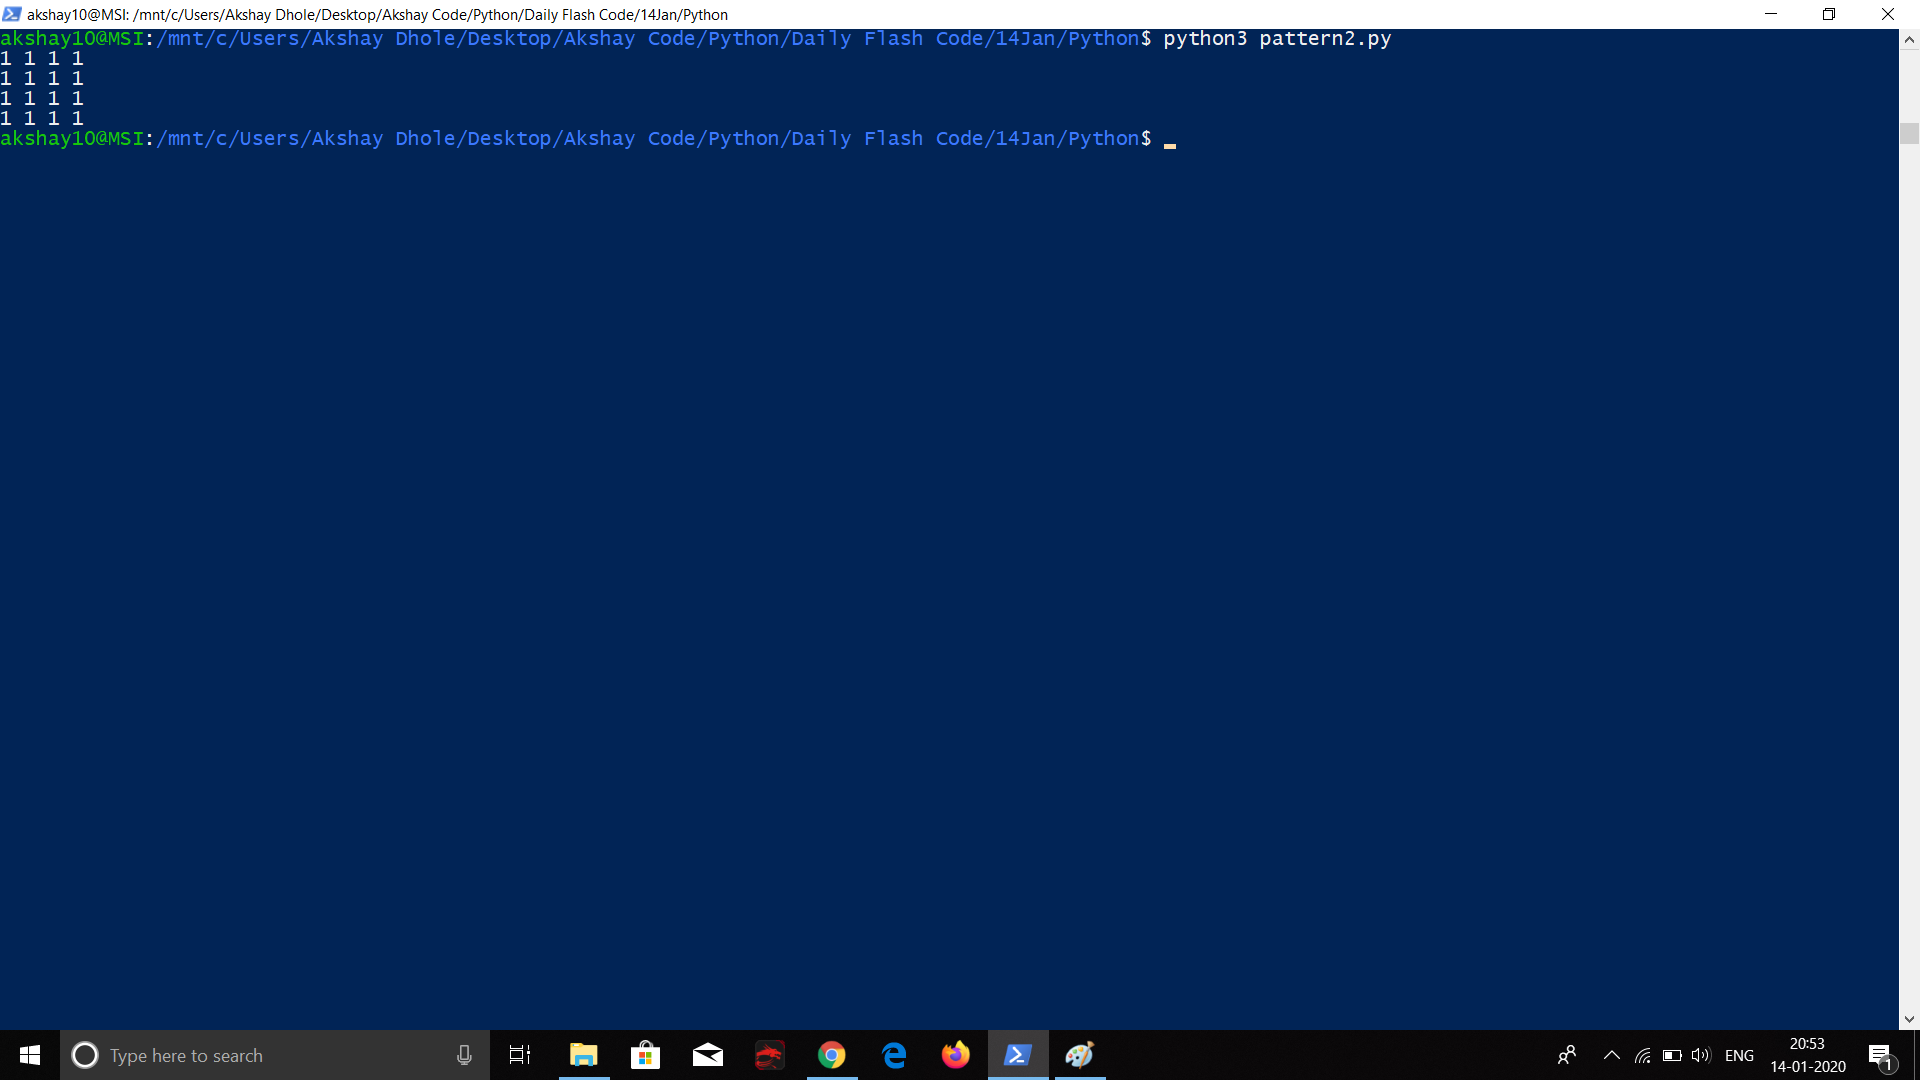 akshay10@MSI: /mnt/c/Users/Akshay Dhole/Desktop/Akshay Code/Python/Daily Flash Code/14Jan/Python
akshay10@MSI:/mnt/c/Users/Akshay Dhole/Desktop/Akshay Code/Python/Daily Flash Code/14Jan/Python$ python3 pattern2.py
1 1 1 1
1 1 1 1
1 1 1 1
1 1 1 1
akshay10@MSI:/mnt/c/Users/Akshay Dhole/Desktop/Akshay Code/Python/Daily Flash Code/14Jan/Python$
Type here to search
ENG
20:53
14-01-2020
1